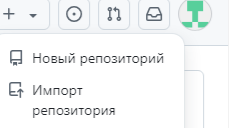 Новый репозиторий
Импорт
репозитория